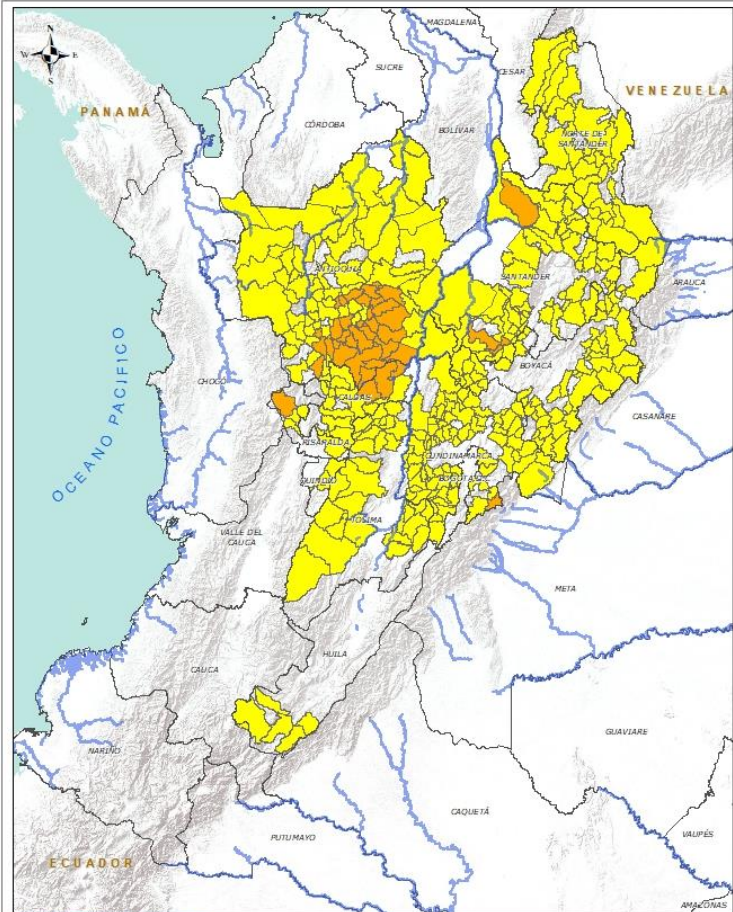 MAGDALENA
N
W E
S
SUCRE
CESAR
VENEZUELA
PANAMÁ
CÓRDOBA
BOLÍVAR
NORTE DE
SANTANDER
ANTIOQUIA
SANTANDER
ARAUCA
OCEANO PACIFICO
CHOCÓ
BOYACÁ
CALDAS
CASANARE
RISARALDA
CUNDINAMARCA
QUINDÍO
BOGOTÁ
TOLIMA
VALLE DEL
CAUCA
META
HUILA
CAUCA
GUAVIARE
NARIÑO
CAQUETÁ
PUTUMAYO
VAUPÉS
ECUADOR
AMAZONAS